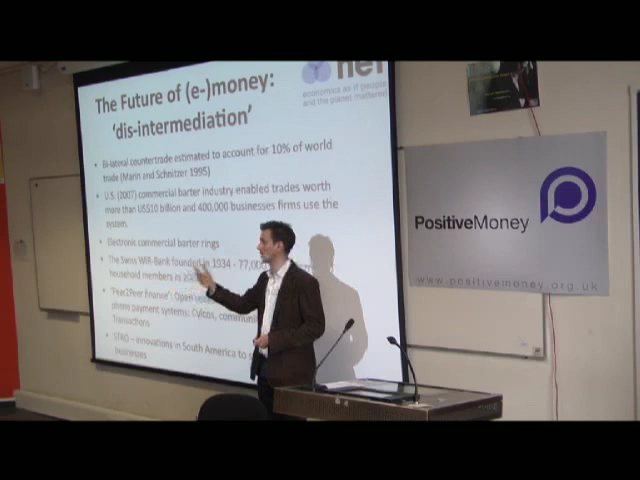 The Future of (e-)money:
'dis-intermediation'
nef
economics as if people
and the planet mattered
• Bi-lateral countertrade estimated to account for 10% of world
trade (Marin and Schnitzer 1995)
• U.S. (2007) commercial barter industry enabled trades worth
more than US$10 billion and 400,000 businesses firms use the
system.
• Electronic commercial barter rings
• The Swiss WIR-Bank founded in 1934 - 77,000
household members in
• 'Peer2Peer finance': Open
phone payment systems: Cyclos,
Transactions
• 'STRO – innovations in South America to
businesses
PositiveMoney
www.positivemoney.org.uk